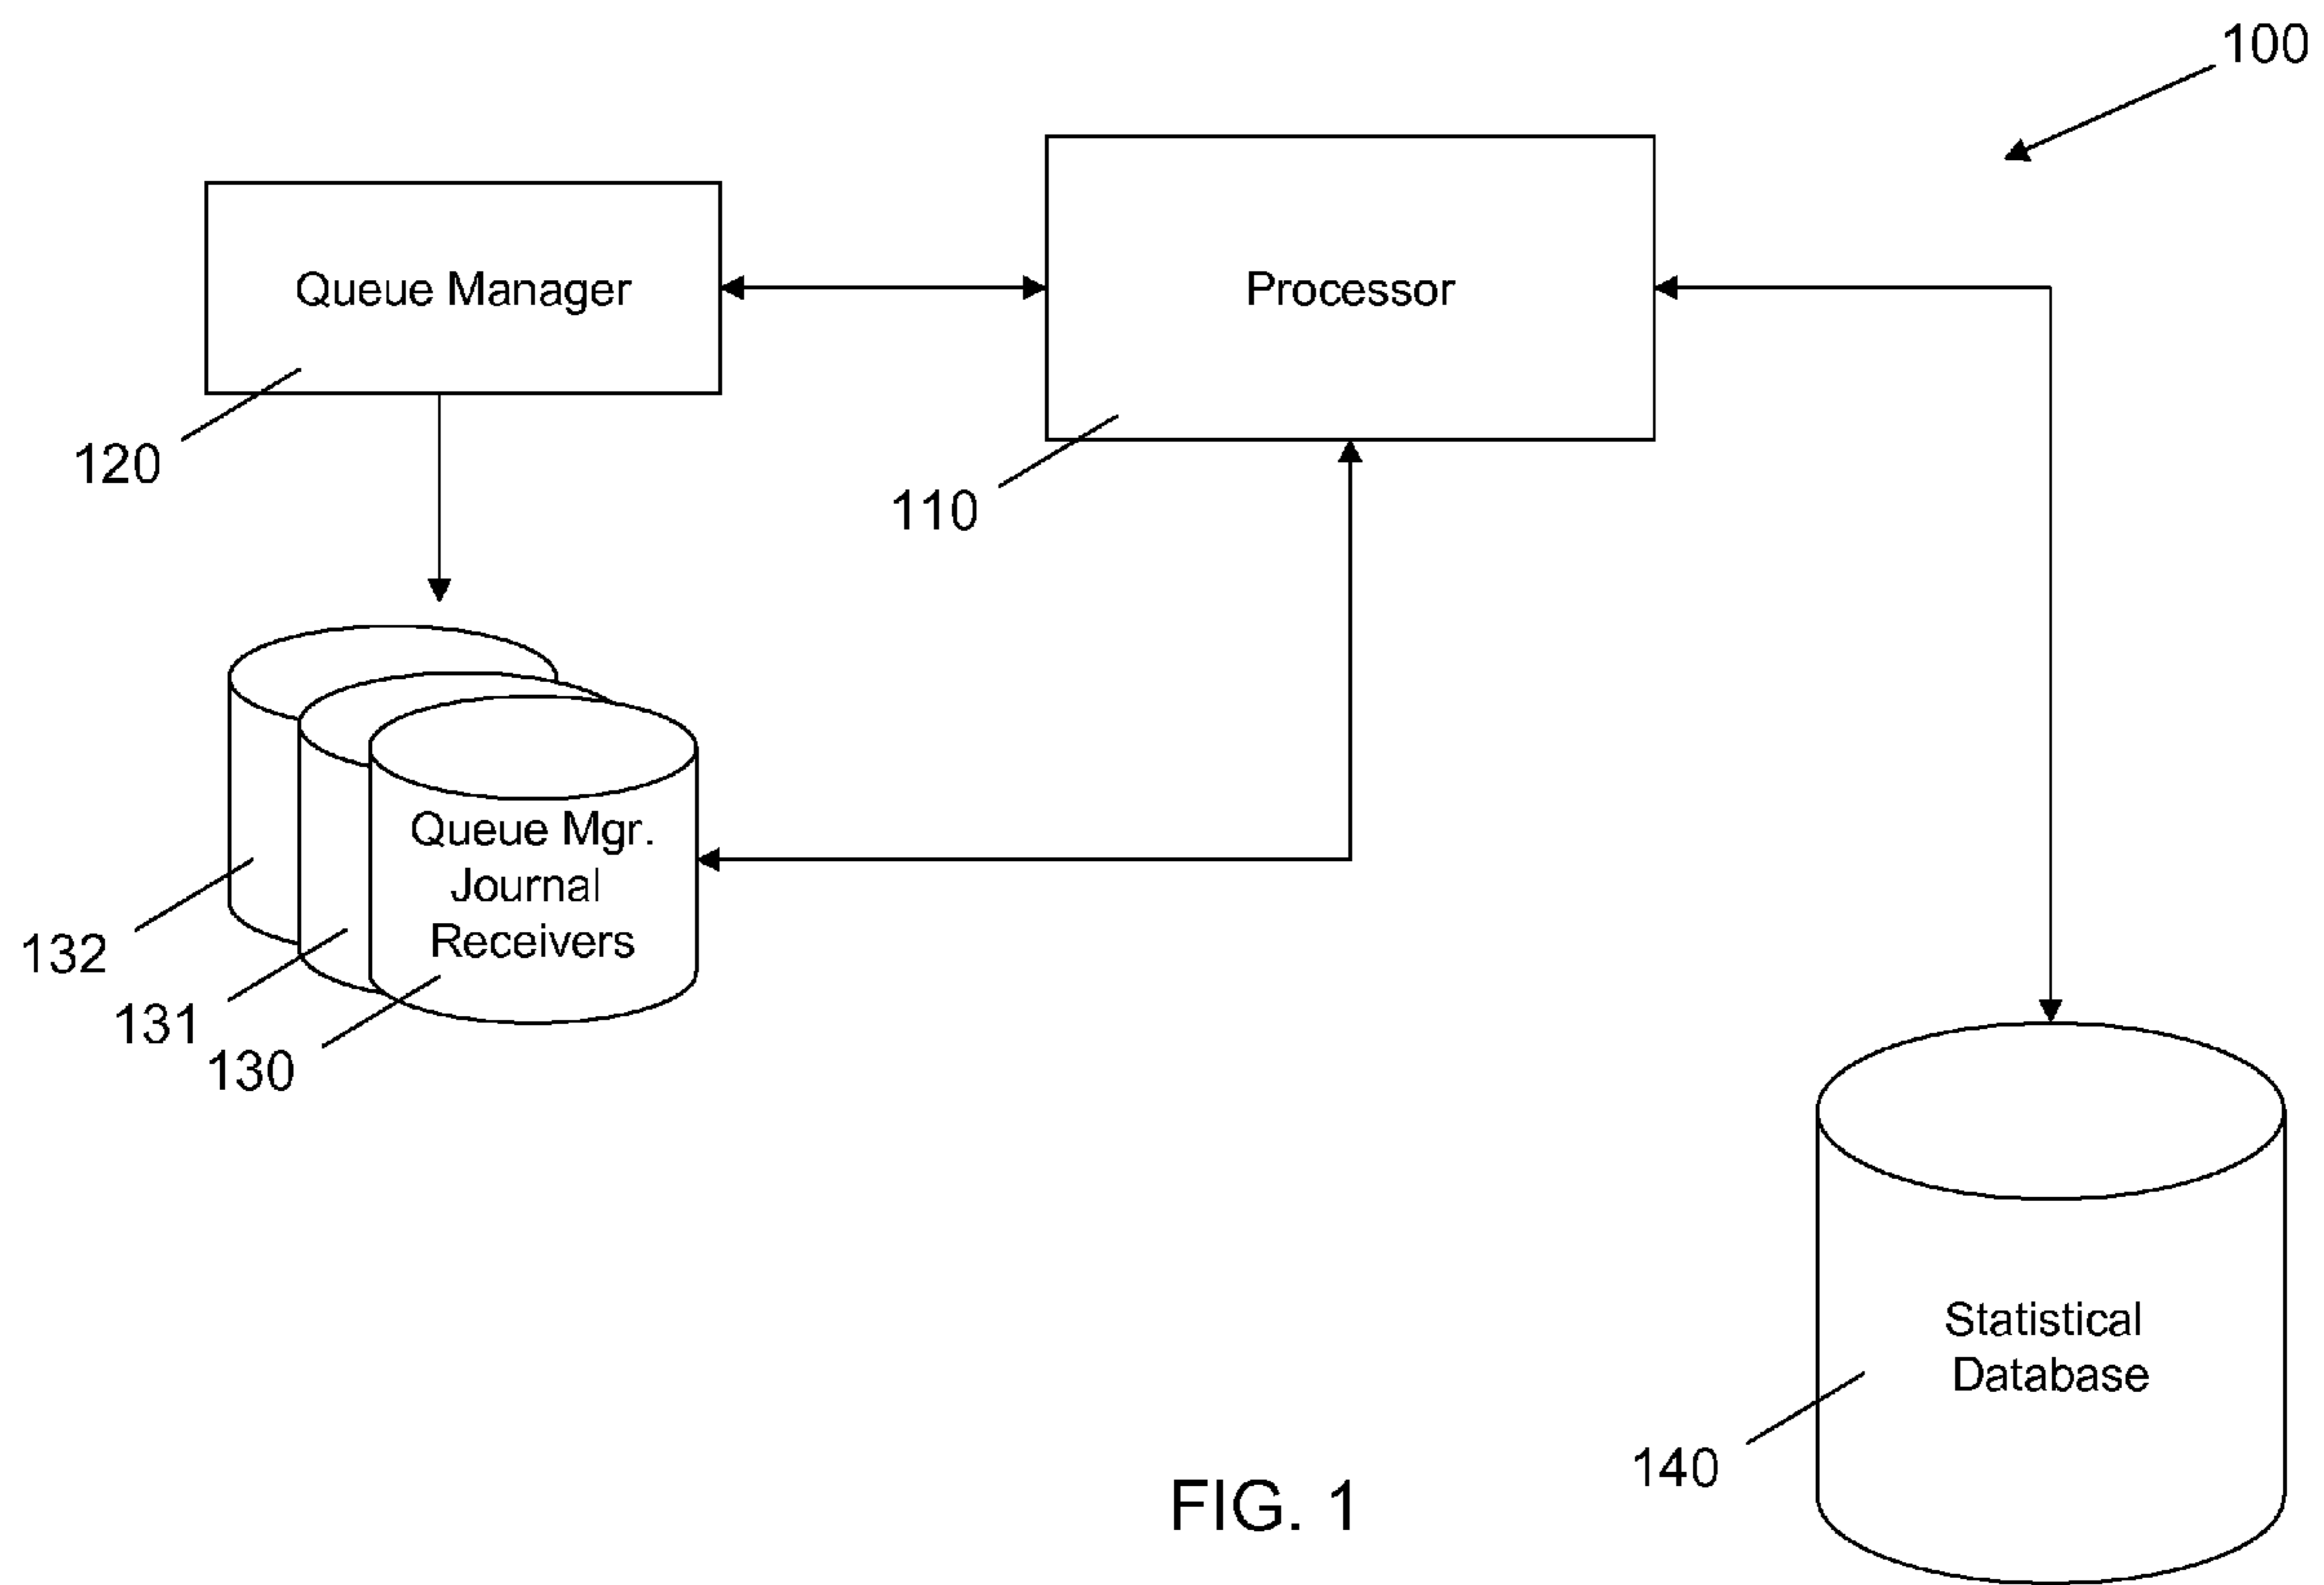 100
Queue Manager
Processor
120
110
Queue Mgr.
Journal
Receivers
132
131
130
Statistical
Database
140
FIG. 1